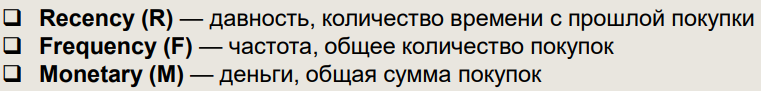 ❑ Recency (R) — давность, количество времени с прошлой покупки
❑ Frequency (F) — частота, общее количество покупок
❑ Monetary (M) — деньги, общая сумма покупок